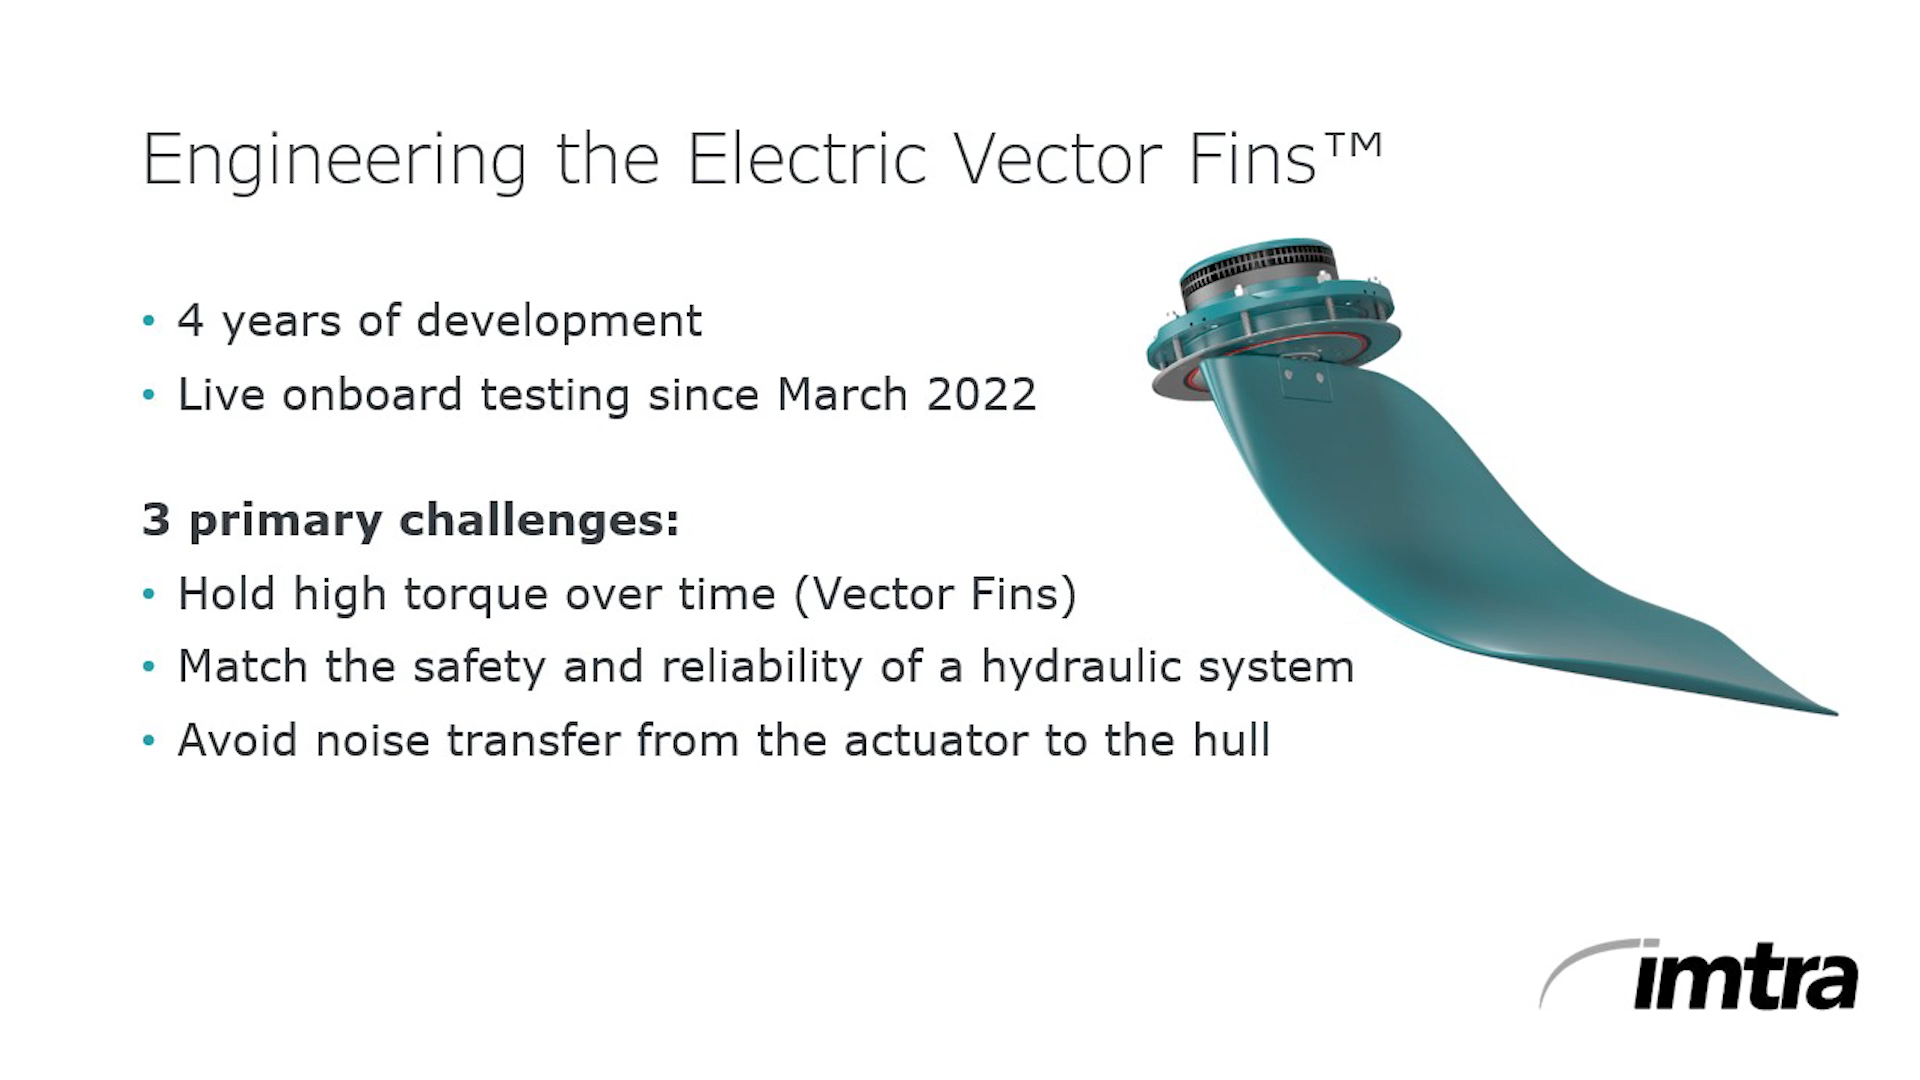 Engineering the Electric Vector Fins™
• 4 years of development
• Live onboard testing since March 2022
3 primary challenges:
• Hold high torque over time (Vector Fins)
• Match the safety and reliability of a hydraulic system
• Avoid noise transfer from the actuator to the hull
imtra